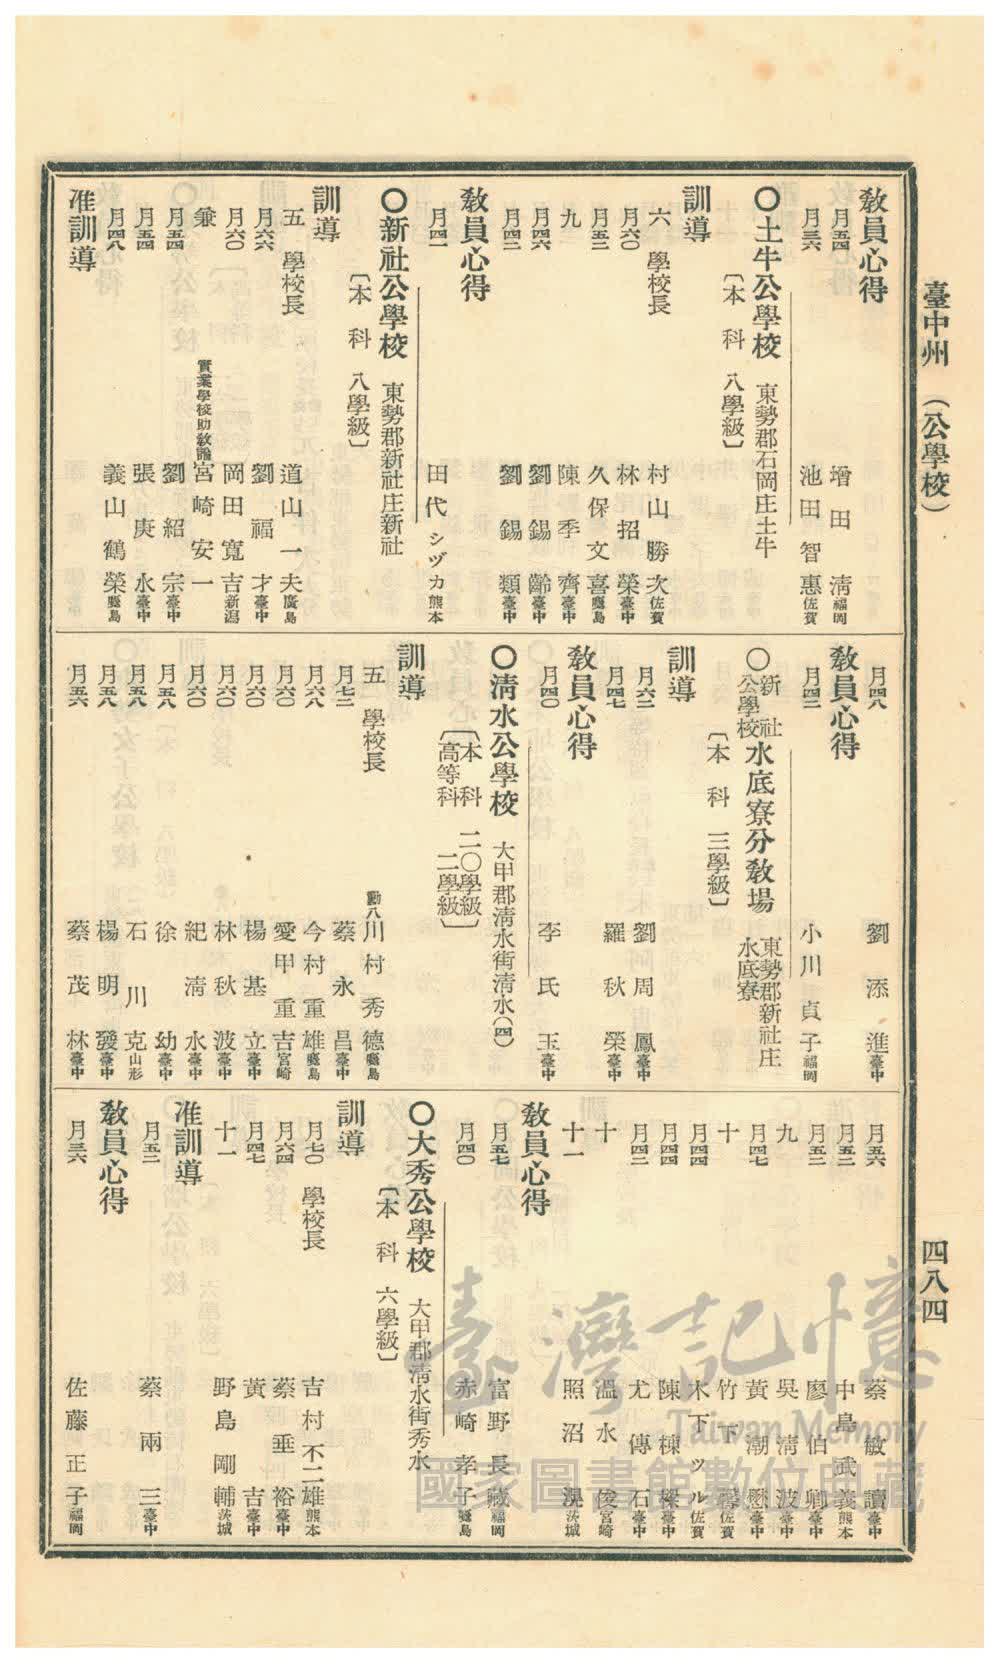 臺中州 (公學校) 四八四
教員心得
月五四 增田清 福岡
月三六 池田智惠 佐賀
〇土牛公學校 東勢郡石岡庄土牛
〔本科 八學級〕
訓導
六 學校長 村山勝次 佐賀
月六〇 林招榮 臺中
月五二 久保文喜 鹿兒島
九 陳季齊 臺中
月四六 劉錫齡 臺中
月四二 劉錫類 臺中
教員心得
月四一 田代シヅカ 熊本
〇新社公學校 東勢郡新社庄新社
〔本科 八學級〕
訓導
五 學校長 道山一夫 廣島
月六六 劉福才 臺中
月六〇 岡田寬吉 新潟
兼 實業學校助教諭 宮崎安一
月五四 劉紹宗 臺中
月五四 張庚永 臺中
月四八 義山鶴榮 鹿兒島
准訓導
月四八 劉添進 臺中
教員心得
月四二 小川貞子 福岡
〇新社公學校水底寮分教場 東勢郡新社庄水底寮
〔本科 三學級〕
訓導
月六二 劉周鳳 臺中
月四七 羅秋榮 臺中
教員心得
月四〇 李氏玉 臺中
〇清水公學校 大甲郡清水街清水(四)
〔本科 二〇學級〕
〔高等科 二學級〕
訓導
五 學校長 勳八 川村秀德 鹿兒島
月七二 蔡永昌 臺中
月六八 今村重雄 鹿兒島
月六〇 愛甲重吉 宮崎
月六〇 楊基立 臺中
月六〇 林秋波 臺中
月六〇 紀清水 臺中
月五八 徐幼 臺中
月五八 石川克 山形
月五八 楊明發 臺中
月五六 蔡茂林 臺中
月五六 蔡敏讀 臺中
月五二 中島武義 熊本
月五二 廖伯卿 臺中
九 吳清波 臺中
月四七 黃潮懋 臺中
十 竹下 佐賀
月四四 木下ツル 佐賀
月四四 陳棟樑 臺中
月四二 尤傳石 臺中
十 溫水俊 宮崎
十一 照沼滉 茨城
教員心得
月五七 富野長藏 福岡
月四〇 赤崎孝子 鹿兒島
〇大秀公學校 大甲郡清水街秀水
〔本科 六學級〕
訓導
月七〇 學校長 吉村不二雄 熊本
月六四 蔡垂裕 臺中
月四七 黃吉 臺中
十一 野島剛輔 茨城
准訓導
月五二 蔡兩三 臺中
教員心得
月三六 佐藤正子 福岡
臺灣記憶
Taiwan Memory
國家圖書館數位典藏